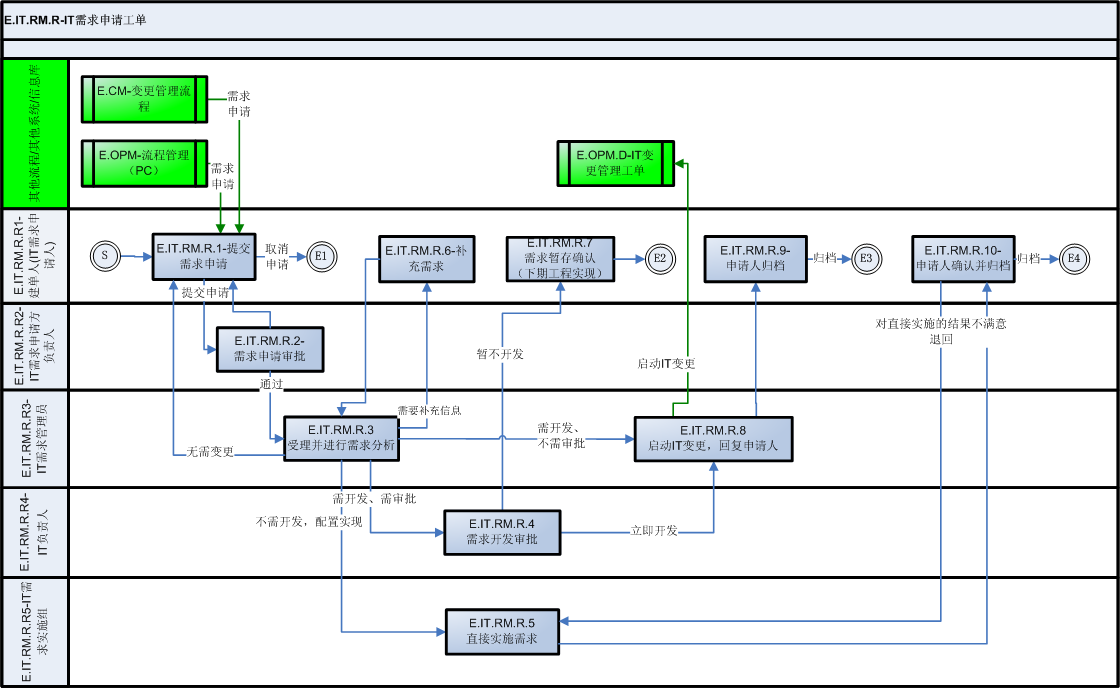 E.IT.RM.R-IT需求申请工单
其他流程/其他系统/信息库
E.CM-变更管理流
程
需求
申请
E.OPM-流程管理
（PC）
需求
申请
E.OPM.D-IT变
更管理工单
E.IT.RM.R.R1-
建单人(IT需求申
请人)
S
E.IT.RM.R.1-提交
需求申请
取消
申请
E1
E.IT.RM.R.6-补
充需求
E.IT.RM.R.7
需求暂存确认
（下期工程实现）
E2
E.IT.RM.R.9-
申请人归档
归档
E3
E.IT.RM.R.10-
申请人确认并归档
归档
E4
提交申请
E.IT.RM.R.R2-
IT需求申请方
负责人
E.IT.RM.R.2-
需求申请审批
通过
暂不开发
启动IT变更
对直接实施的结果不满意
退回
E.IT.RM.R.R3-
IT需求管理员
无需变更
E.IT.RM.R.3
受理并进行需求分析
需要补充信息
需开发、
不需审批
E.IT.RM.R.8
启动IT变更，回复申请人
E.IT.RM.R.R4-
IT负责人
需开发、需审批
不需开发，配置实现
E.IT.RM.R.4
需求开发审批
立即开发
E.IT.RM.R.R5-IT需
求实施组
E.IT.RM.R.5
直接实施需求